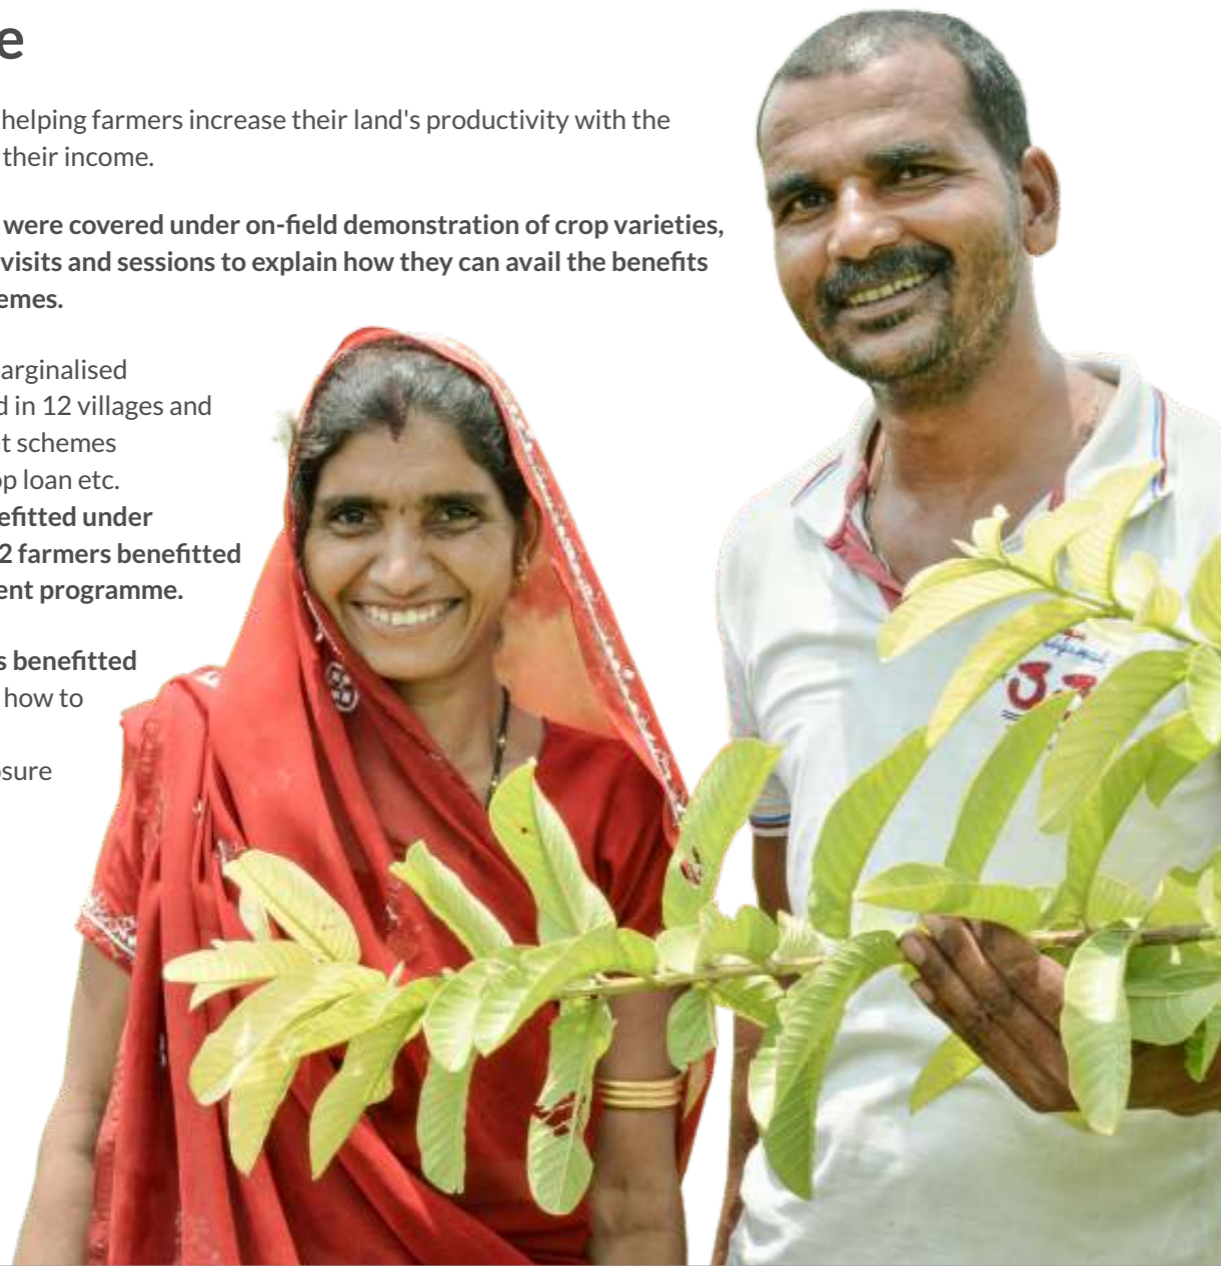 e
helping farmers increase their land's productivity with the
their income.
were covered under on-field demonstration of crop varieties,
visits and sessions to explain how they can avail the benefits
emes.
arginalised
d in 12 villages and
t schemes
op loan etc.
efitted under
2 farmers benefitted
ent programme.
s benefitted
how to
osure